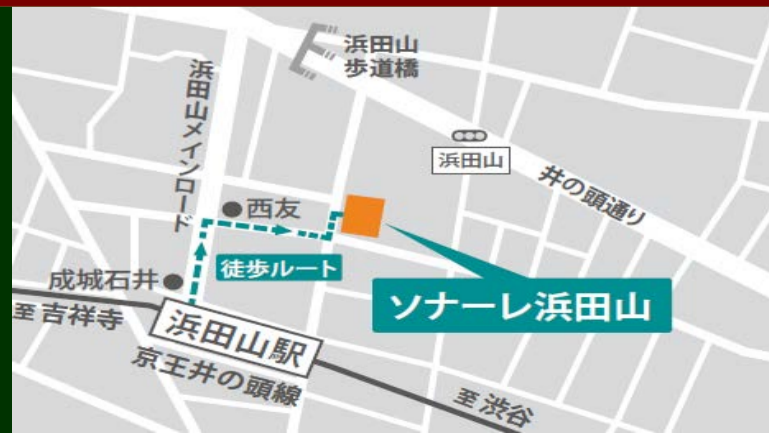 浜田山
歩道橋
浜田山メインロード
浜田山
井の頭通り
西友
徒歩ルート
成城石井
ソナーレ浜田山
至 吉祥寺
浜田山駅
京王井の頭線
至 渋谷